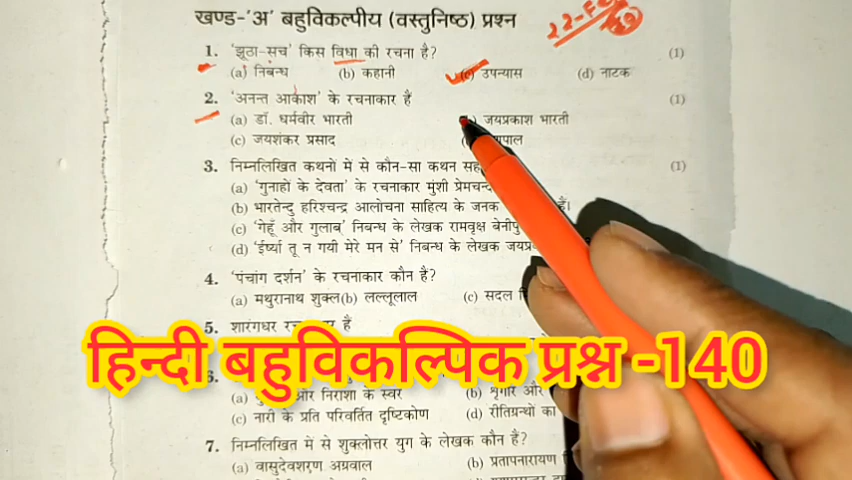 खण्ड-'अ' बहुविकल्पीय (वस्तुनिष्ठ) प्रश्न
1. 'झूठा-सच' किस विधा की रचना है? (1)
(a) निबन्ध (b) कहानी (c) उपन्यास (d) नाटक
2. 'अनन्त आकाश' के रचनाकार हैं (1)
(a) डॉ. धर्मवीर भारती जयप्रकाश भारती
(c) जयशंकर प्रसाद
3. निम्नलिखित कथनों में से कौन-सा कथन (1)
(a) 'गुनाहों के देवता' के रचनाकार मुंशी
(b) भारतेन्दु हरिश्चन्द्र आलोचना साहित्य के जनक हैं।
(c) 'गेहूँ और गुलाब' निबन्ध के लेखक रामवृक्ष
(d) 'ईर्ष्या तू न गयी मेरे मन से' निबन्ध के लेखक
4. 'पंचांग दर्शन' के रचनाकार कौन हैं?
(a) मथुरानाथ शुक्ल(b) लल्लूलाल (c) सदल
5. शारंगधर हैं
हिन्दी बहुविकल्पिक प्रश्न -140
(a) और निराशा के स्वर (b) शृंगार और
(c) नारी के प्रति परिवर्तित दृष्टिकोण (d) रीतिग्रन्थों का
7. निम्नलिखित में से शुक्लोत्तर युग के लेखक कौन हैं?
(a) वासुदेवशरण अग्रवाल (b) प्रतापनारायण